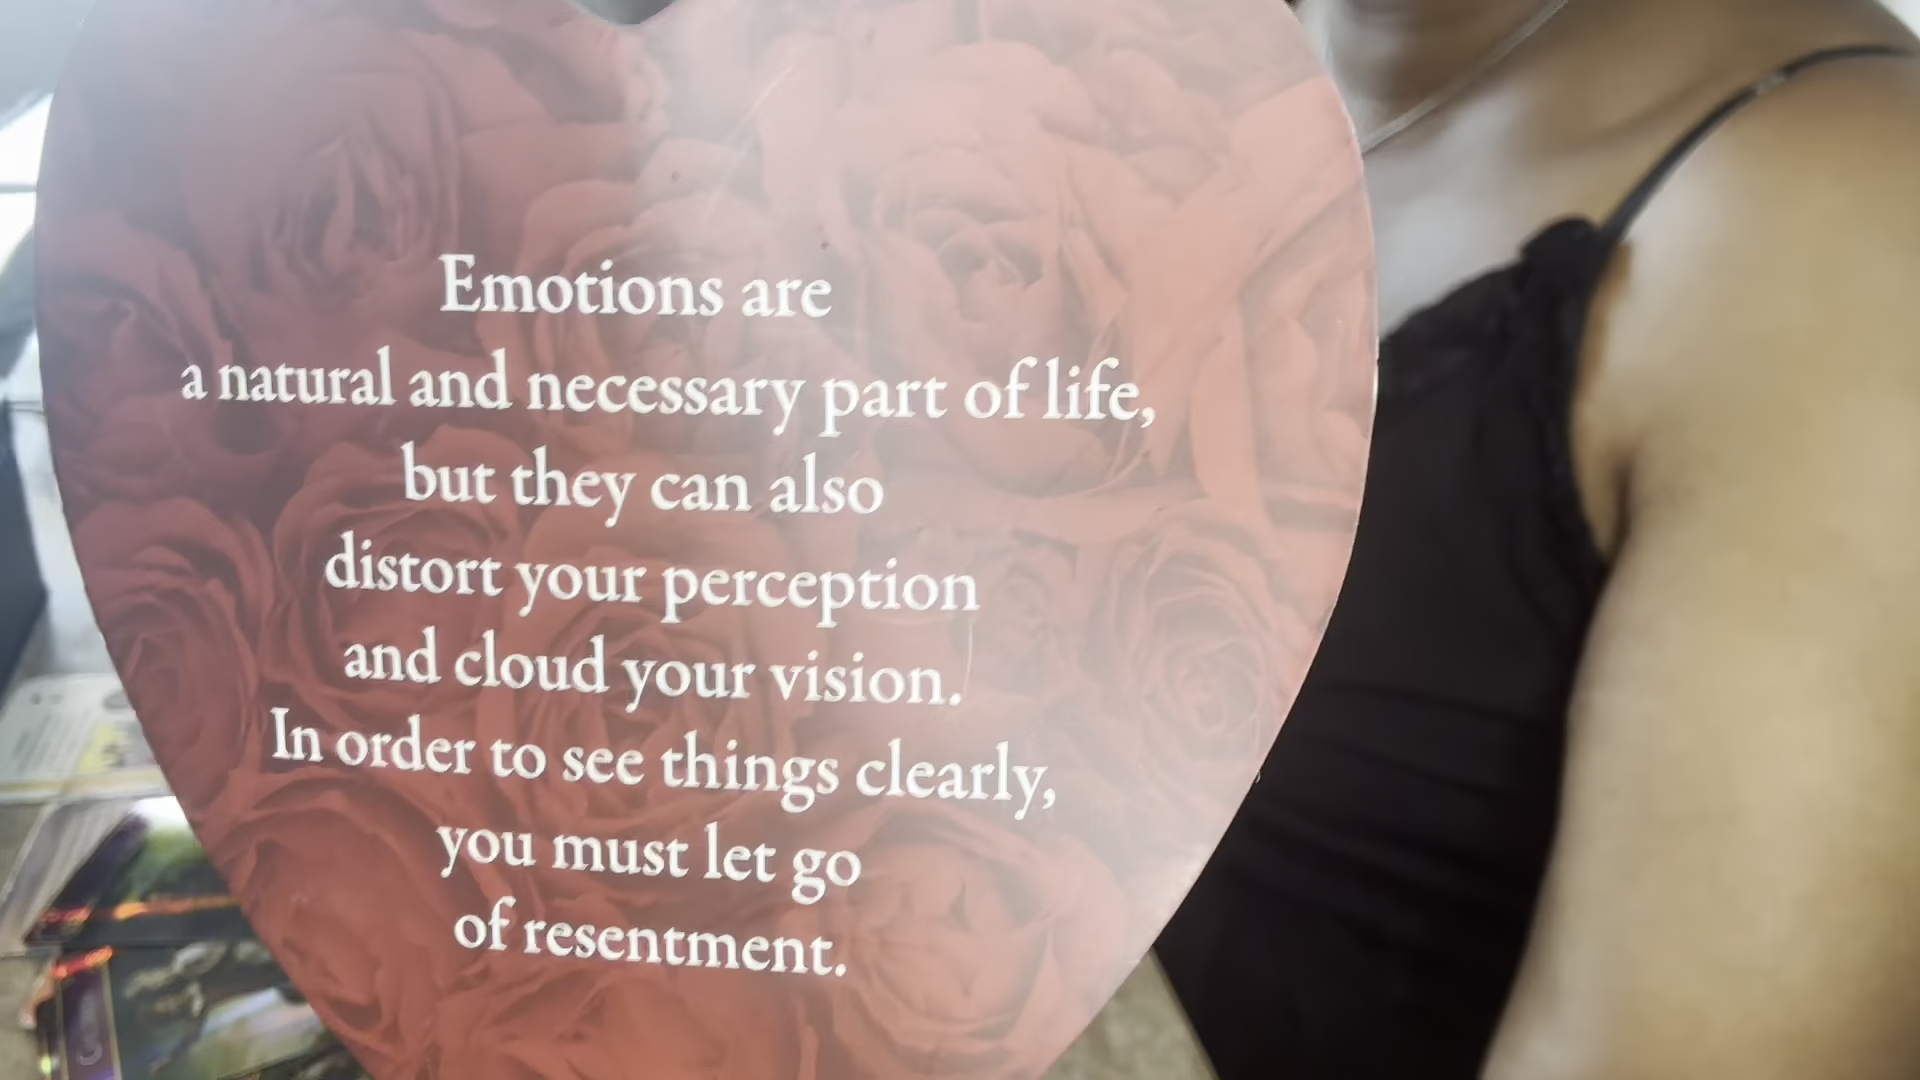 Emotions are
a natural and necessary part of life,
but they can also
distort your perception
and cloud your vision.
In order to see things clearly,
you must let go
of resentment.